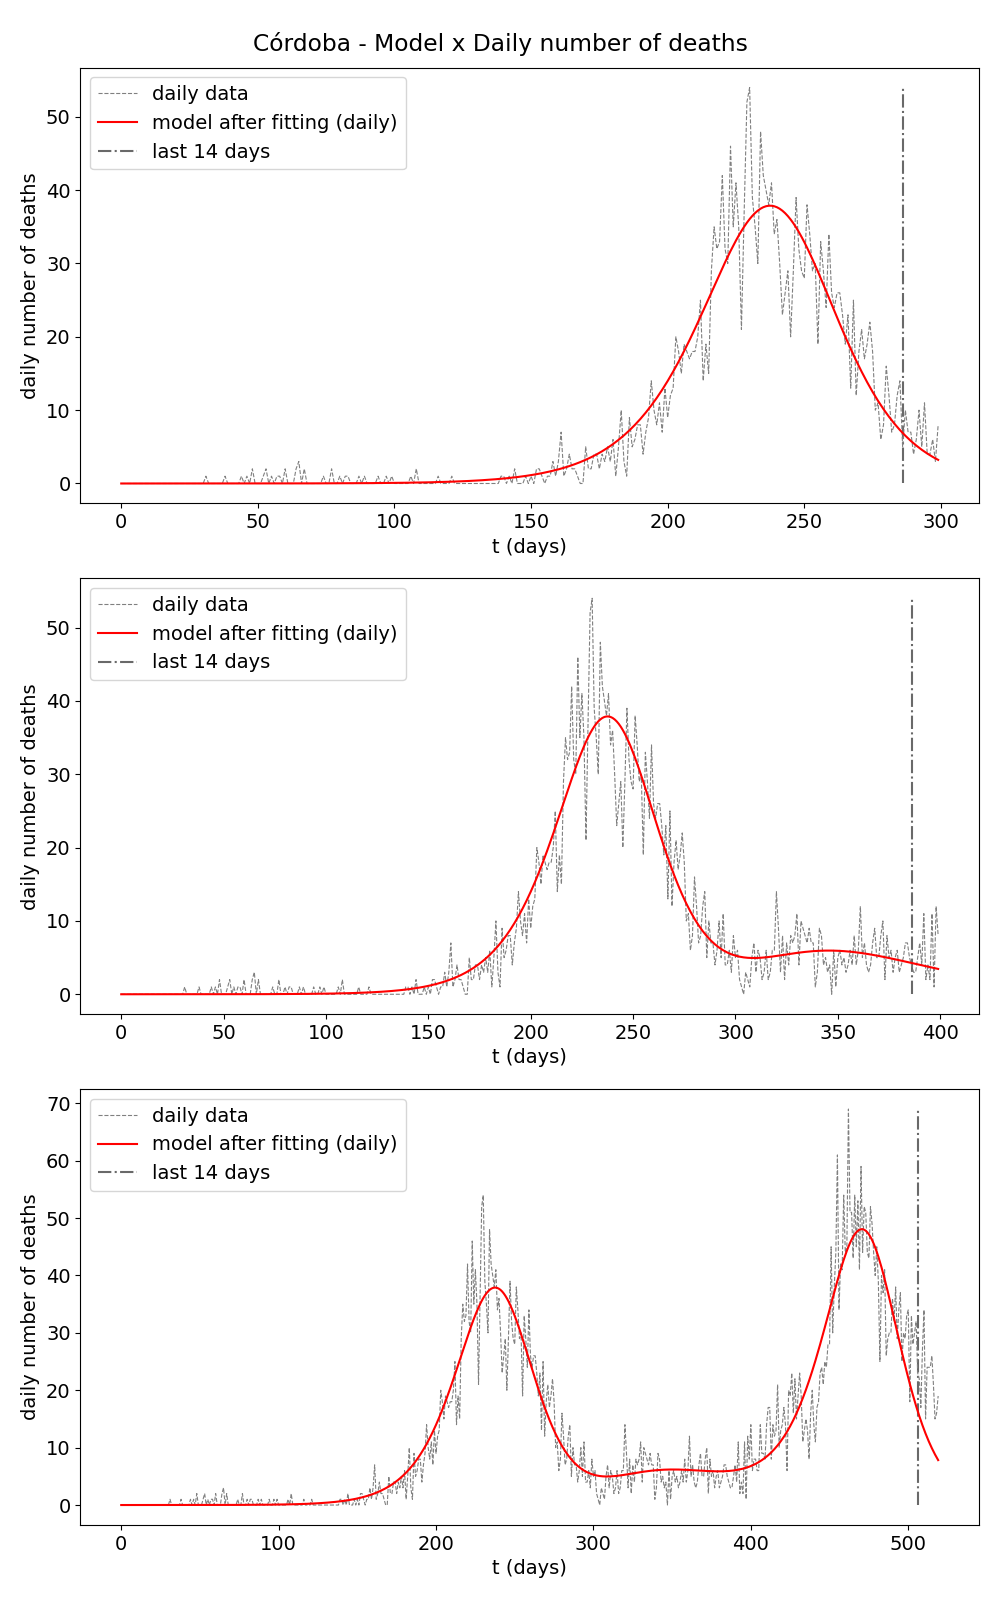 Córdoba - Model x Daily number of deaths
daily data
model after fitting (daily)
last 14 days
daily number of deaths
50
40
30
20
10
0
0 50 100 150 200 250 300
t (days)
daily data
model after fitting (daily)
last 14 days
daily number of deaths
50
40
30
20
10
0
0 50 100 150 200 250 300 350 400
t (days)
daily data
model after fitting (daily)
last 14 days
daily number of deaths
70
60
50
40
30
20
10
0
0 100 200 300 400 500
t (days)